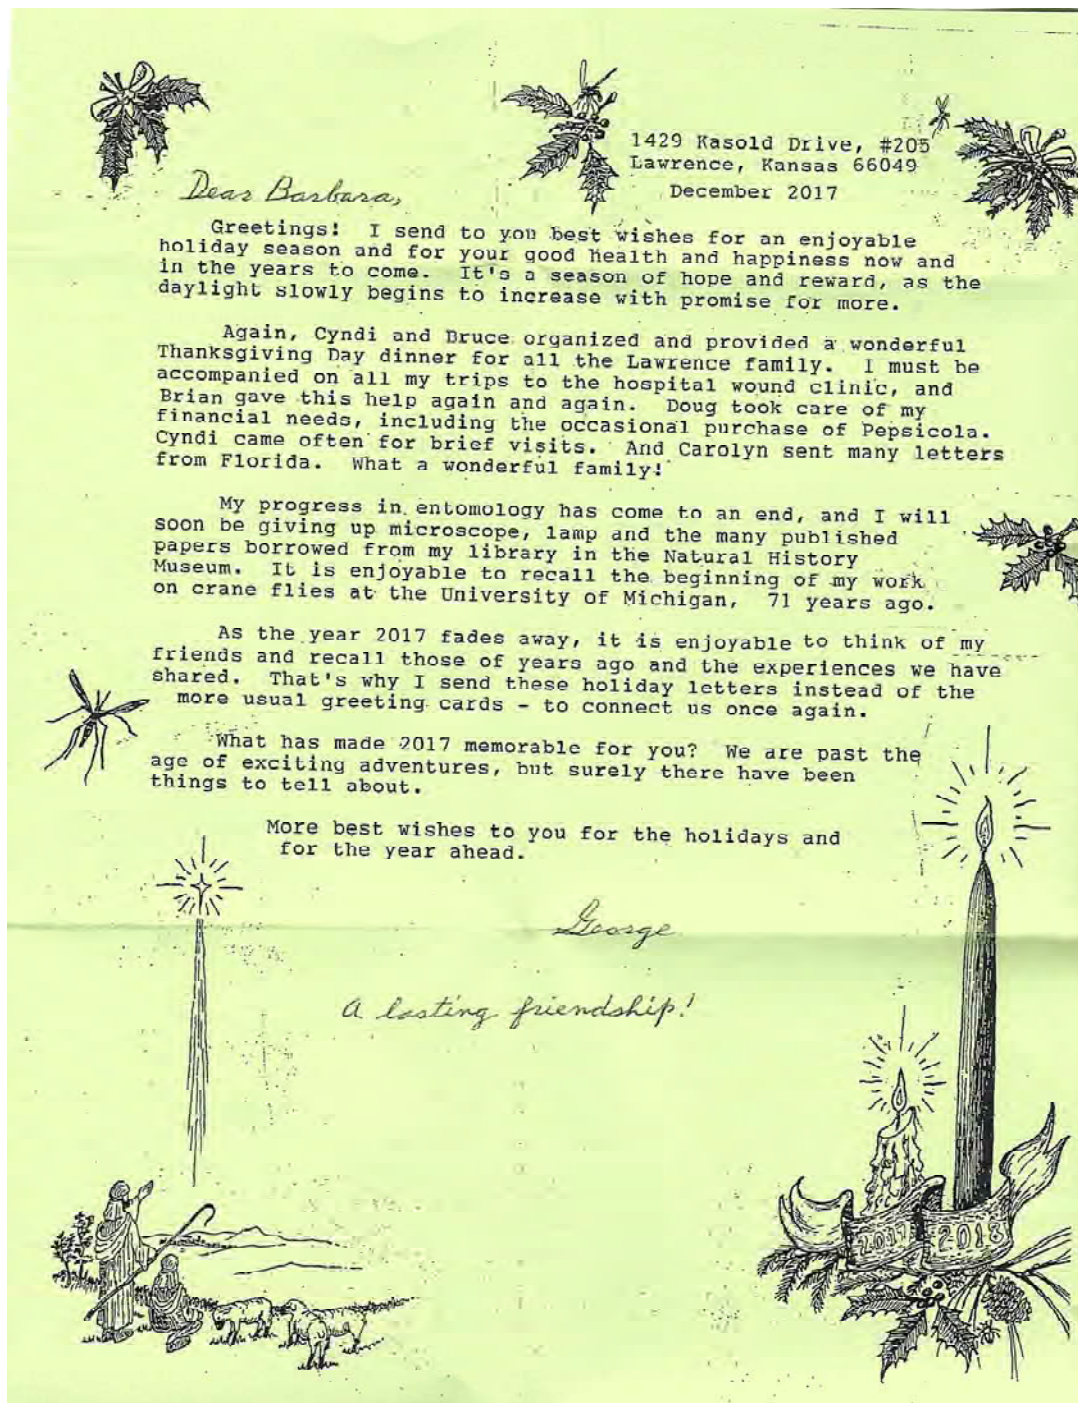 1429 Kasold Drive, #205
Lawrence, Kansas 66049
December 2017
Dear Barbara,
Greetings! I send to you best wishes for an enjoyable
holiday season and for your good health and happiness now and
in the years to come. It's a season of hope and reward, as the
daylight slowly begins to increase with promise for more.
Again, Cyndi and Bruce organized and provided a wonderful
Thanksgiving Day dinner for all the Lawrence family. I must be
accompanied on all my trips to the hospital wound clinic, and
Brian gave this help again and again. Doug took care of my
financial needs, including the occasional purchase of Pepsicola.
Cyndi came often for brief visits. And Carolyn sent many letters
from Florida. What a wonderful family!
My progress in entomology has come to an end, and I will
soon be giving up microscope, lamp and the many published
papers borrowed from my library in the Natural History
Museum. It is enjoyable to recall the beginning of my work
on crane flies at the University of Michigan, 71 years ago.
As the year 2017 fades away, it is enjoyable to think of my
friends and recall those of years ago and the experiences we have
shared. That's why I send these holiday letters instead of the
more usual greeting cards - to connect us once again.
What has made 2017 memorable for you? We are past the
age of exciting adventures, but surely there have been
things to tell about.
More best wishes to you for the holidays and
for the year ahead.
George
A lasting friendship!
2017 2018